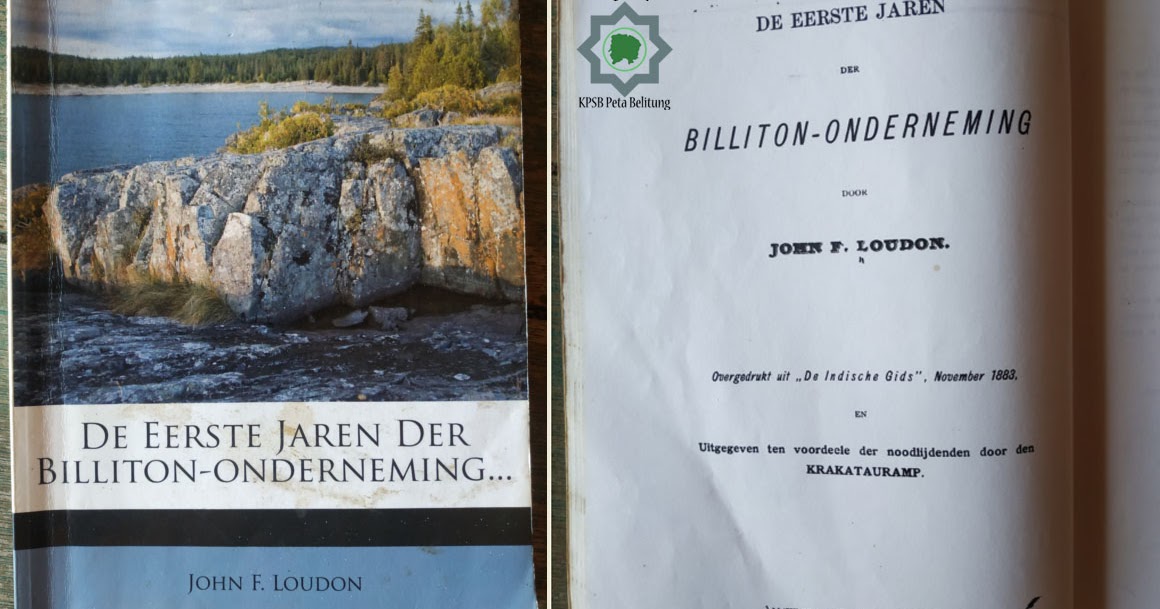 DE EERSTE JAREN DER
BILLITON-ONDERNEMING...
JOHN F. LOUDON
KPSB Peta Belitung
DE EERSTE JAREN
DER
BILLITON-ONDERNEMING
DOOR
JOHN F. LOUDON.
Overgedrukt uit „De Indische Gids", November 1883,
EN
Uitgegeven ten voordeele der noodlijdenden door den
KRAKATAURAMP.